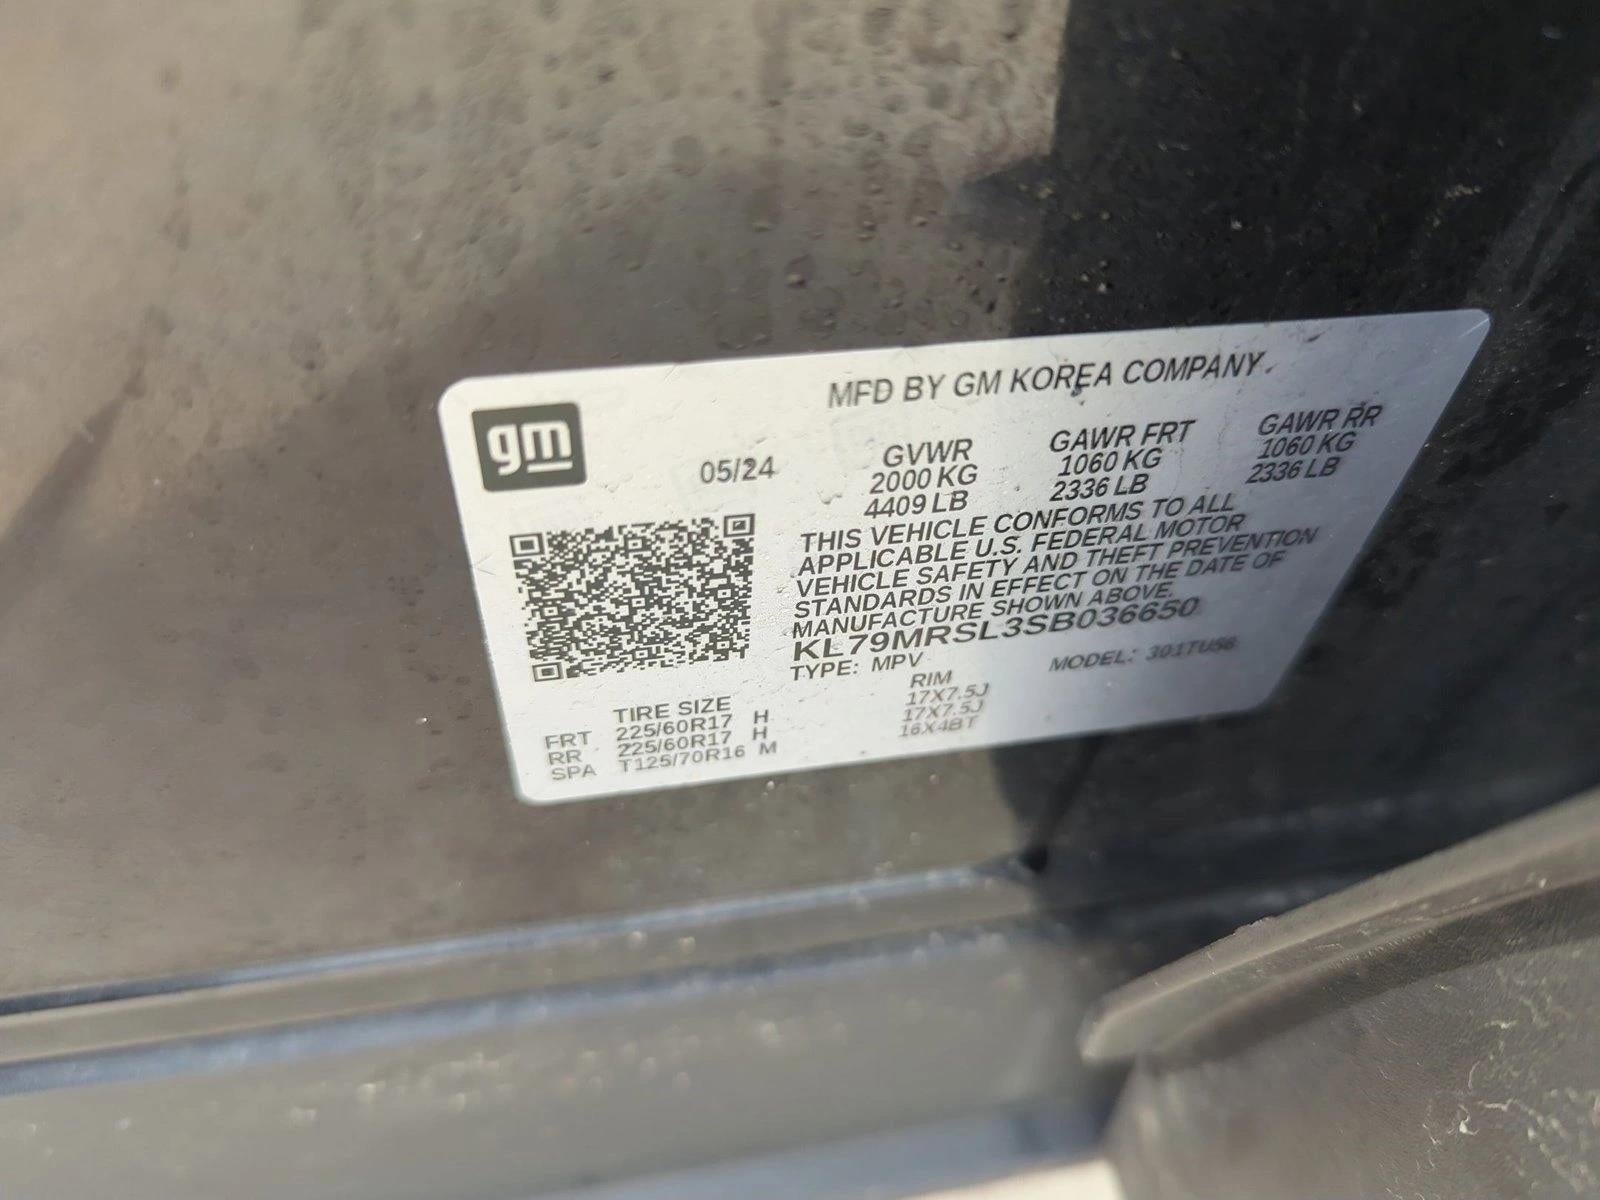 gm
MFD BY GM KOREA COMPANY.
05/24
GVWR
2000 KG
4409 LB
GAWR FRT
1060 KG
2336 LB
GAWR RR
1060 KG
2336 LB
THIS VEHICLE CONFORMS TO ALL
APPLICABLE U.S. FEDERAL MOTOR
VEHICLE SAFETY AND THEFT PREVENTION
STANDARDS IN EFFECT ON THE DATE OF
MANUFACTURE SHOWN ABOVE.
KL79MRSL3SB036650
TYPE: MPV MODEL: 301TU56
TIRE SIZE RIM
FRT 225/60R17 H 17X7.5J
RR 225/60R17 H 17X7.5J
SPA T125/70R16 M 16X4BT